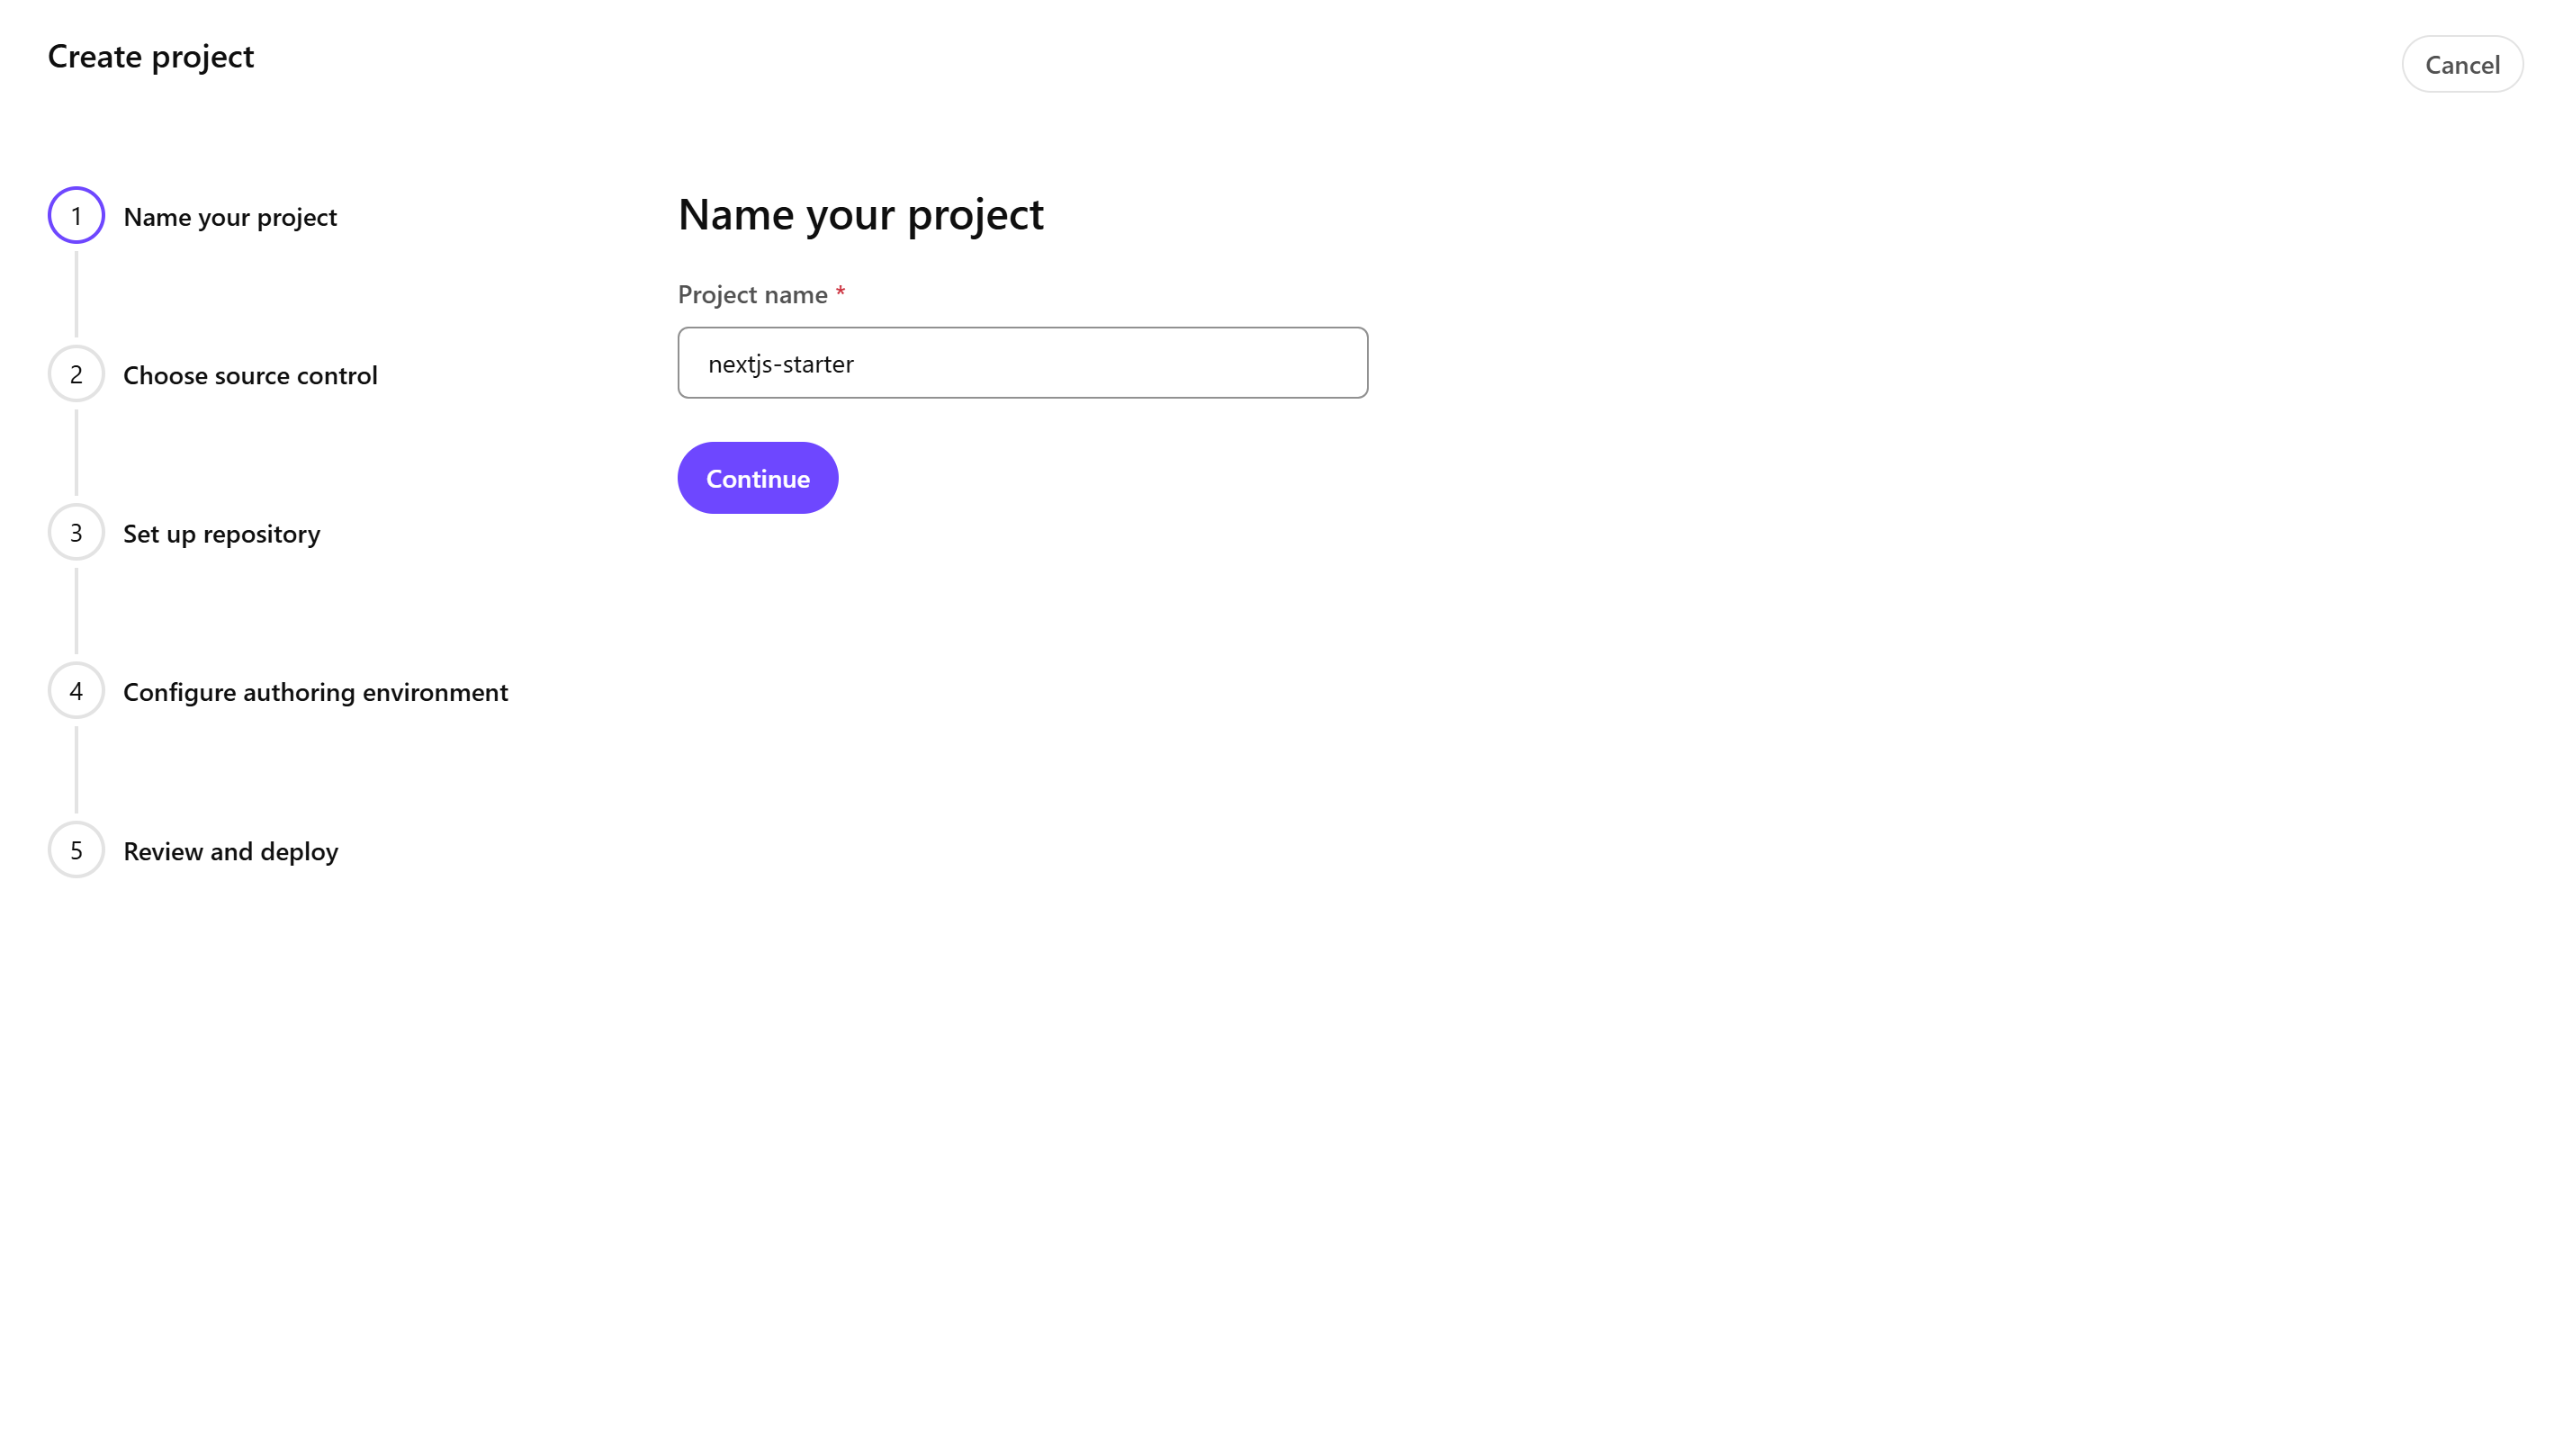 Create project
Cancel
1 Name your project
2 Choose source control
3 Set up repository
4 Configure authoring environment
5 Review and deploy
Name your project
Project name *
nextjs-starter
Continue